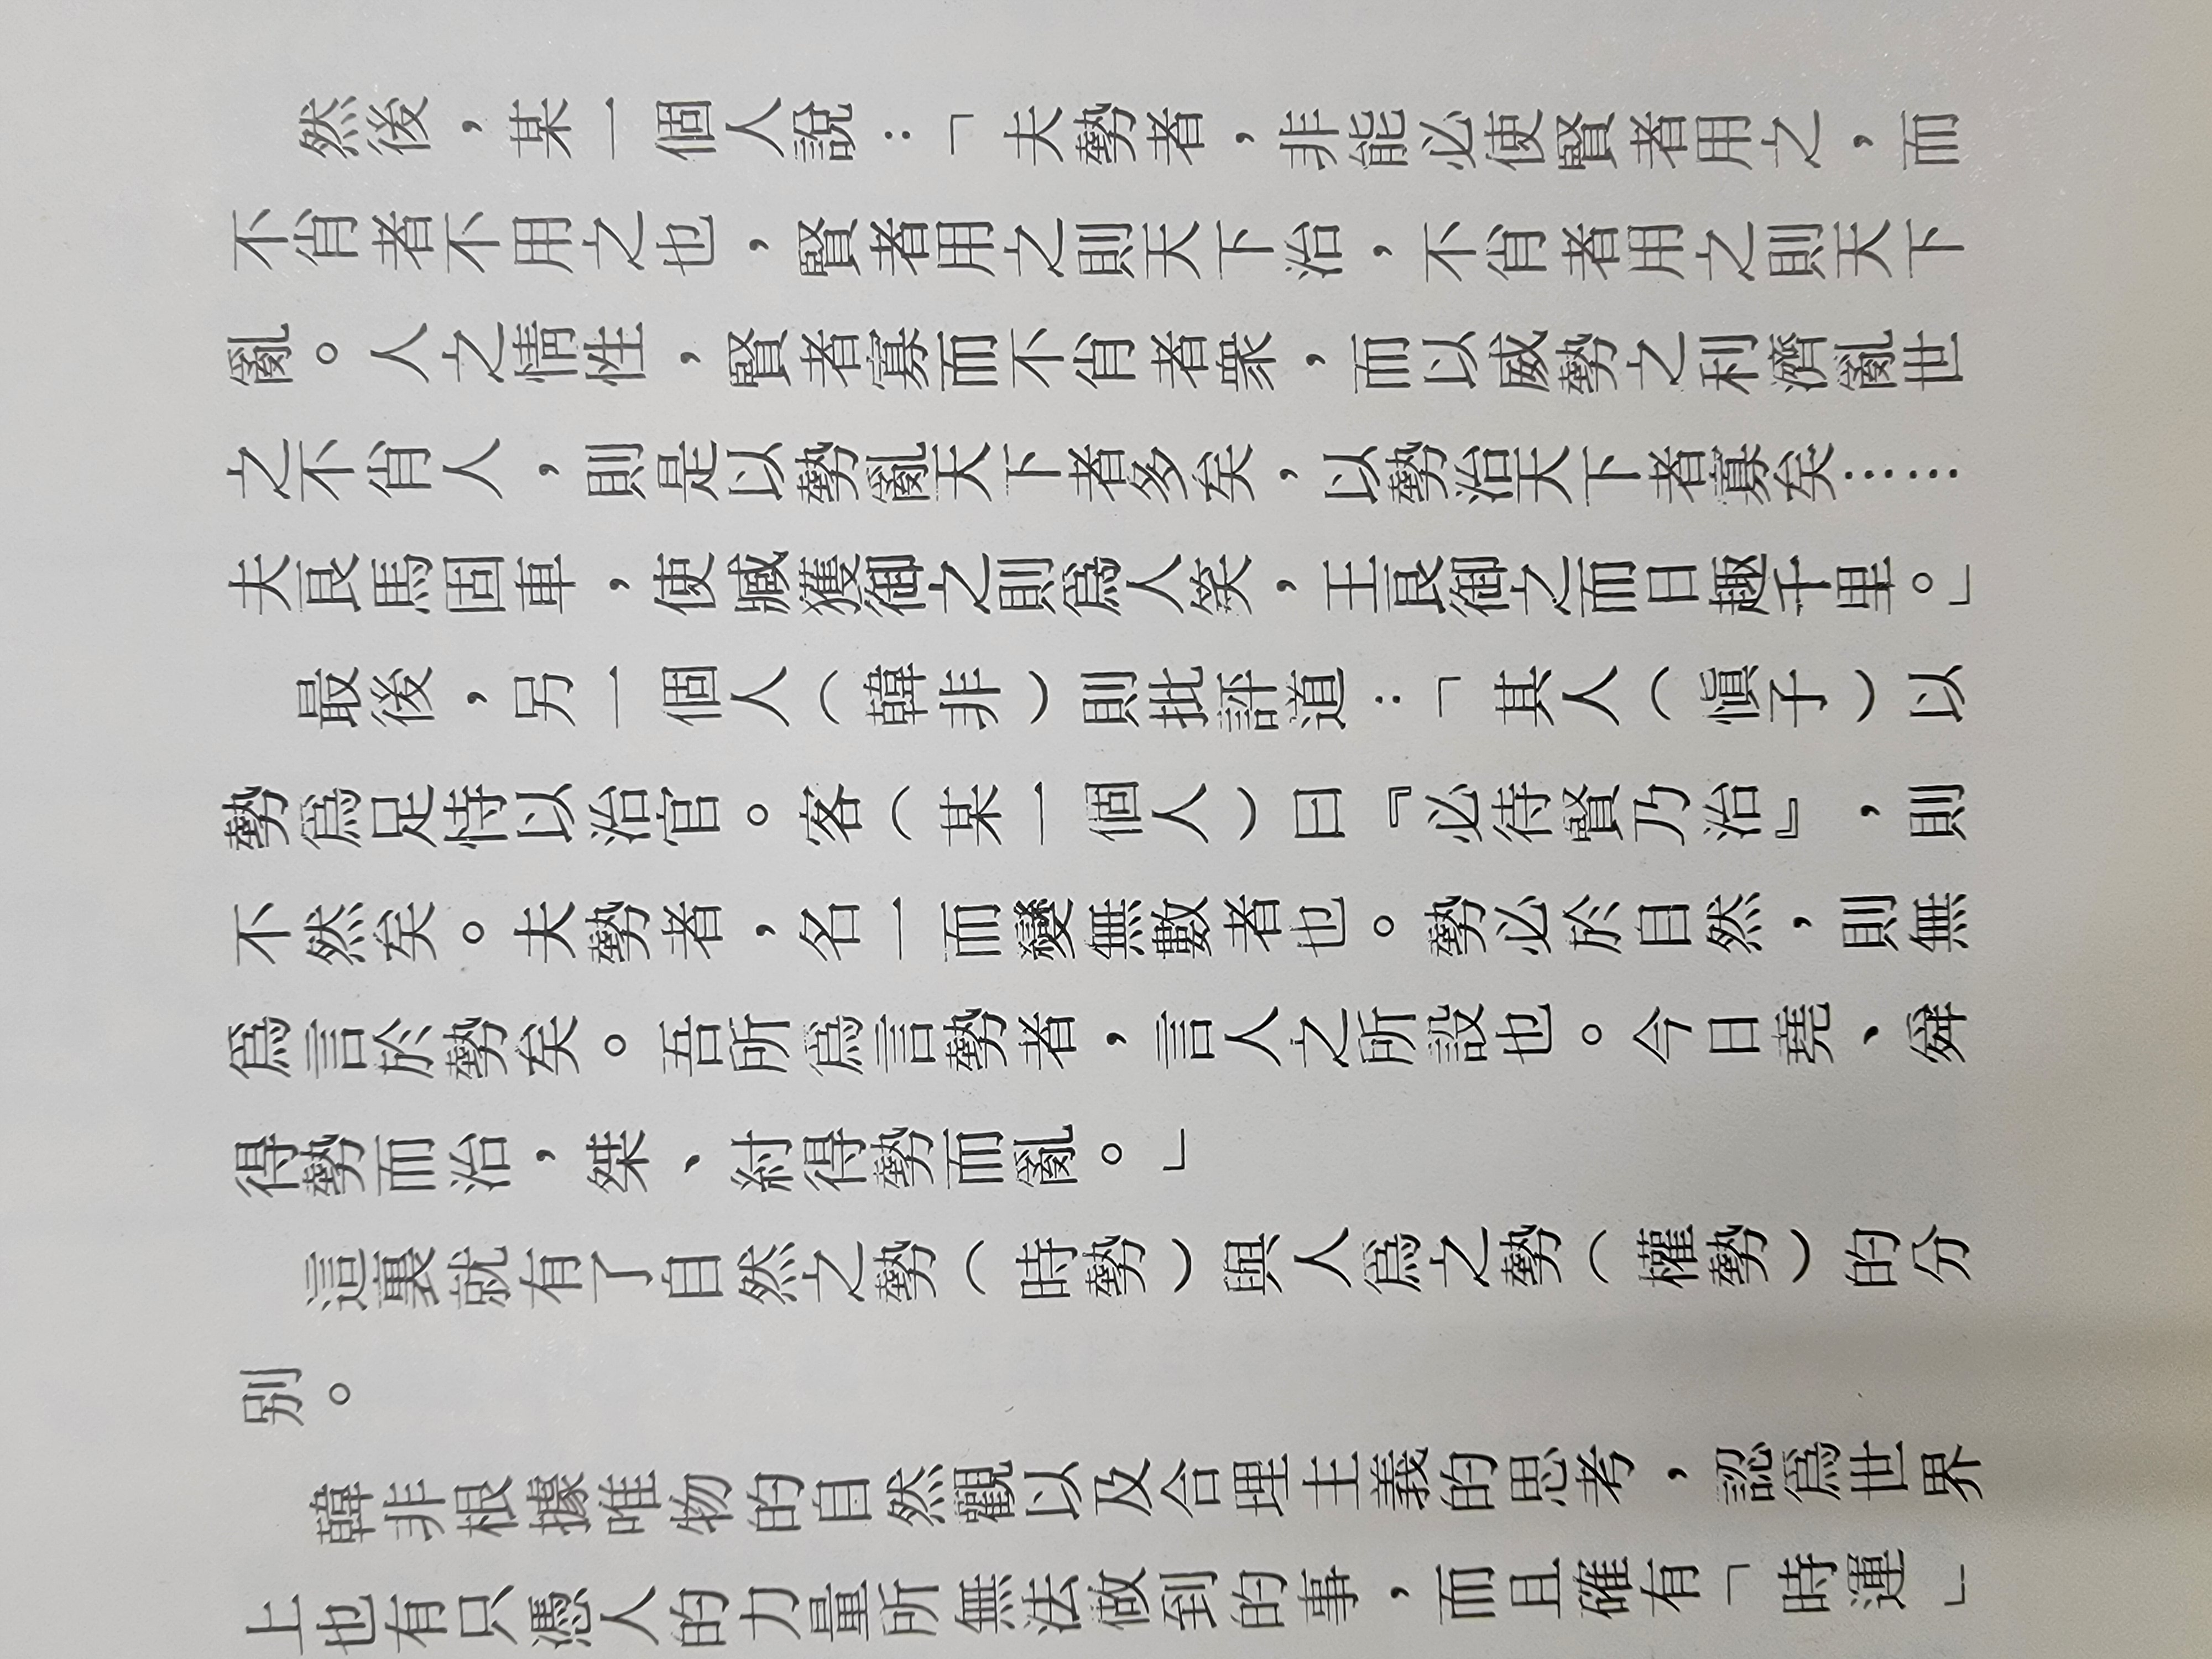 然後，某一個人說：「夫勢者，非能必使賢者用之，而
不肖者不用之也，賢者用之則天下治，不肖者用之則天下
亂。人之情性，賢者寡而不肖者衆，而以威勢之利濟亂世
之不肖人，則是以勢亂天下者多矣，以勢治天下者寡矣……
夫艮馬固車，使臧獲御之則爲人笑，王艮御之而日趣千里。」
最後，另一個人（韓非）則批評道：「其人（愼子）以
勢爲足恃以治官。客（某一個人）曰『必待賢乃治』，則
不然矣。夫勢者，名一而變無數者也。勢必於自然，則無
爲言於勢矣。吾所爲言勢者，言人之所設也。今日堯、舜
得勢而治，桀、紂得勢而亂。」
這裏就有了自然之勢（時勢）與人爲之勢（權勢）的分
別。
韓非根據唯物的自然觀以及合埋主義的思考，認爲世界
上也有只憑人的力量所無法做到的事，而且確有「時運」